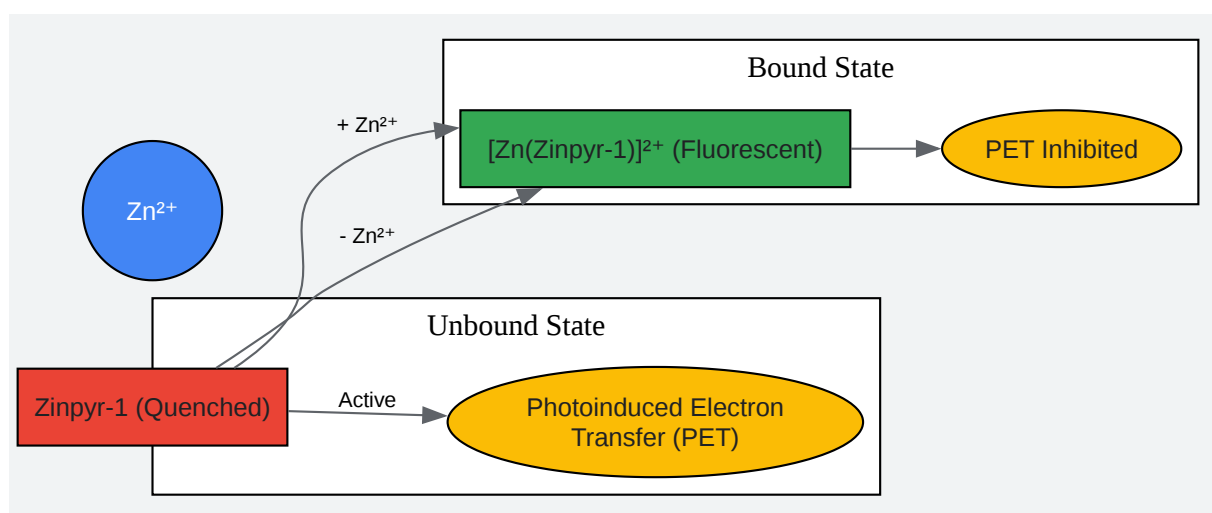 Bound State
+ Zn²⁺
[Zn(Zinpyr-1)]²⁺ (Fluorescent)
PET Inhibited
Zn²⁺
- Zn²⁺
Unbound State
Zinpyr-1 (Quenched)
Active
Photoinduced Electron
Transfer (PET)